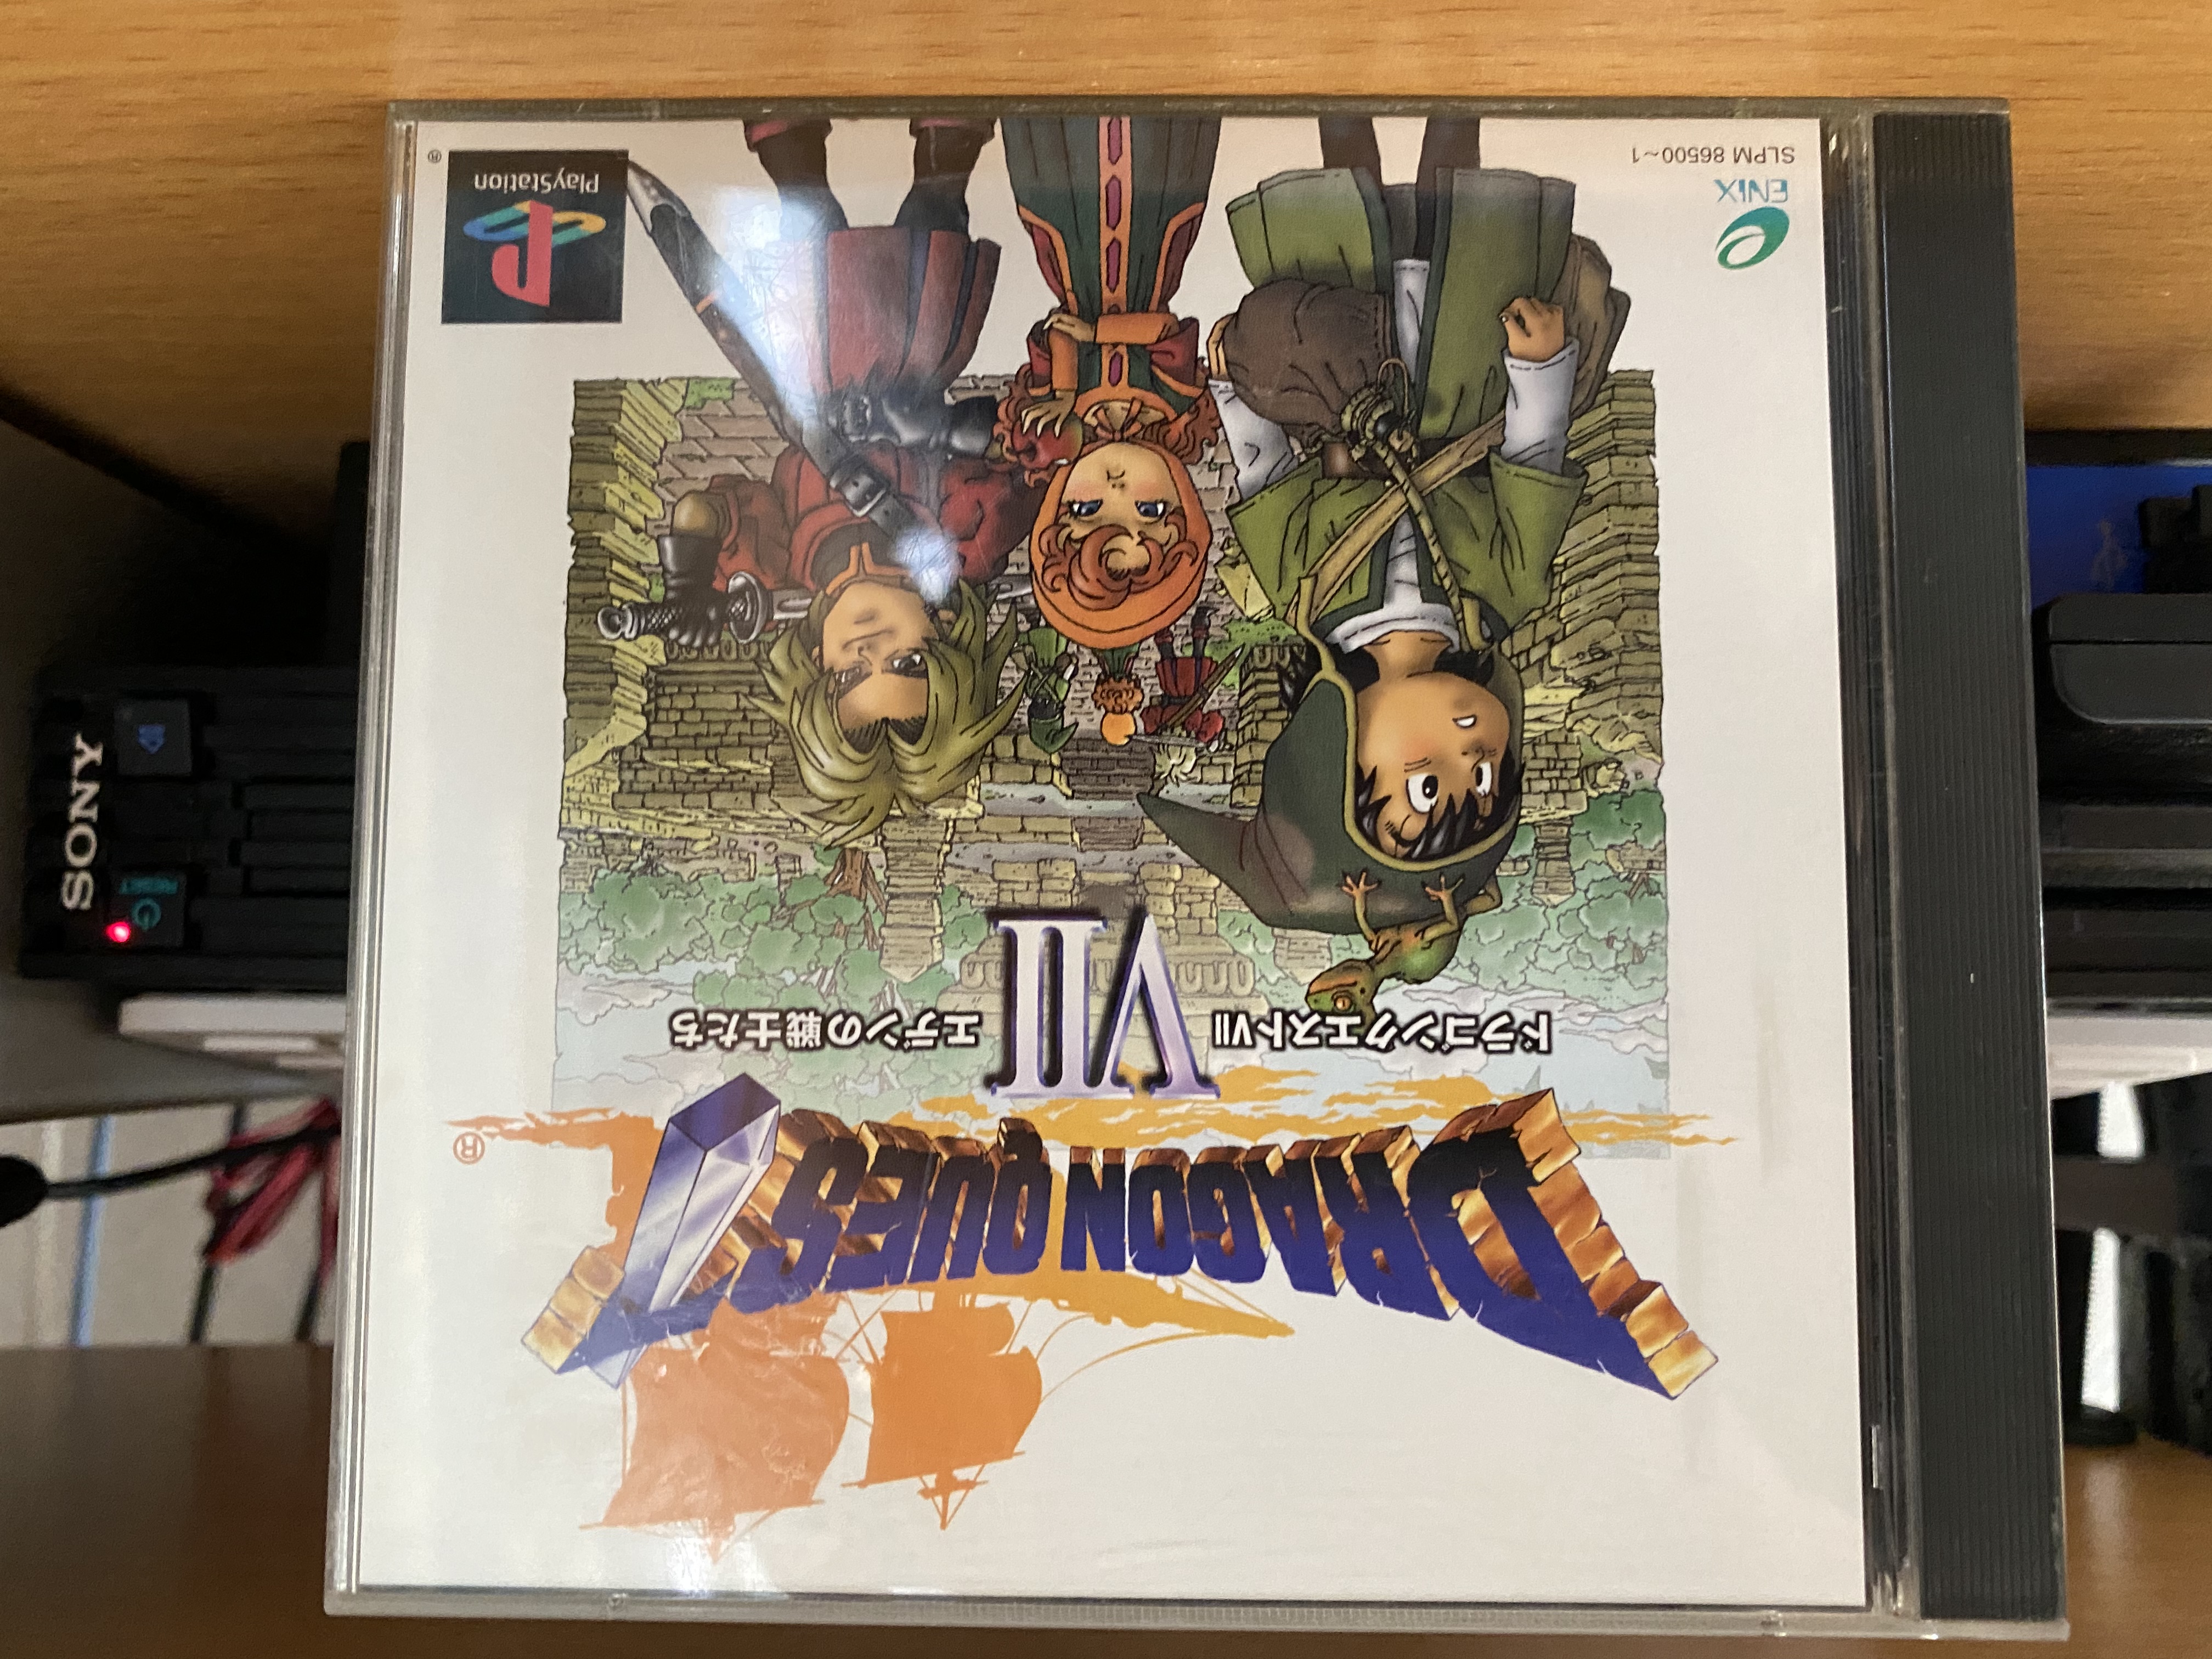 DRAGON QUEST
®
ドラゴンクエストVII
VII
エデンの戦士たち
ENIX
SLPM 86500~1
PlayStation
®
SONY
RESET